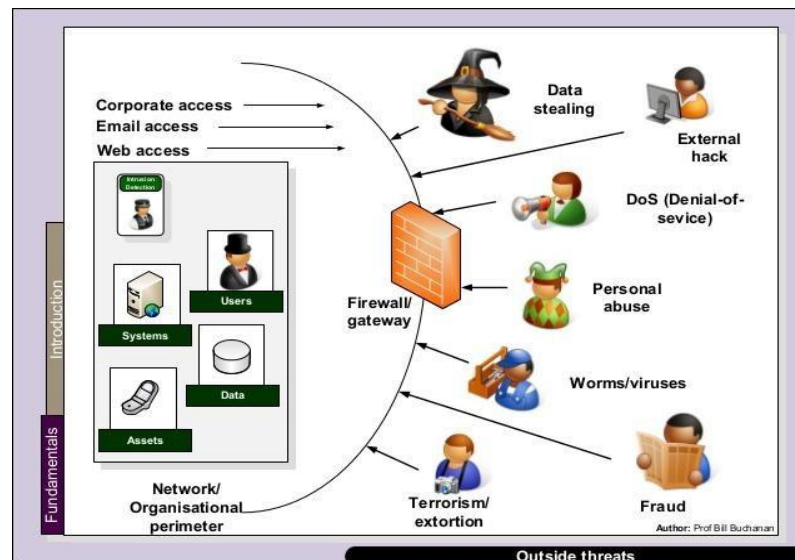 Corporate access
Email access
Web access
Intrusion
Detection
Users
Systems
Data
Assets
Network/
Organisational
perimeter
Firewall/
gateway
Data
stealing
External
hack
DoS (Denial-of-
sevice)
Personal
abuse
Worms/viruses
Terrorism/
extortion
Fraud
Author: Prof Bill Buchanan
Introduction
Fundamentals
Outside threats